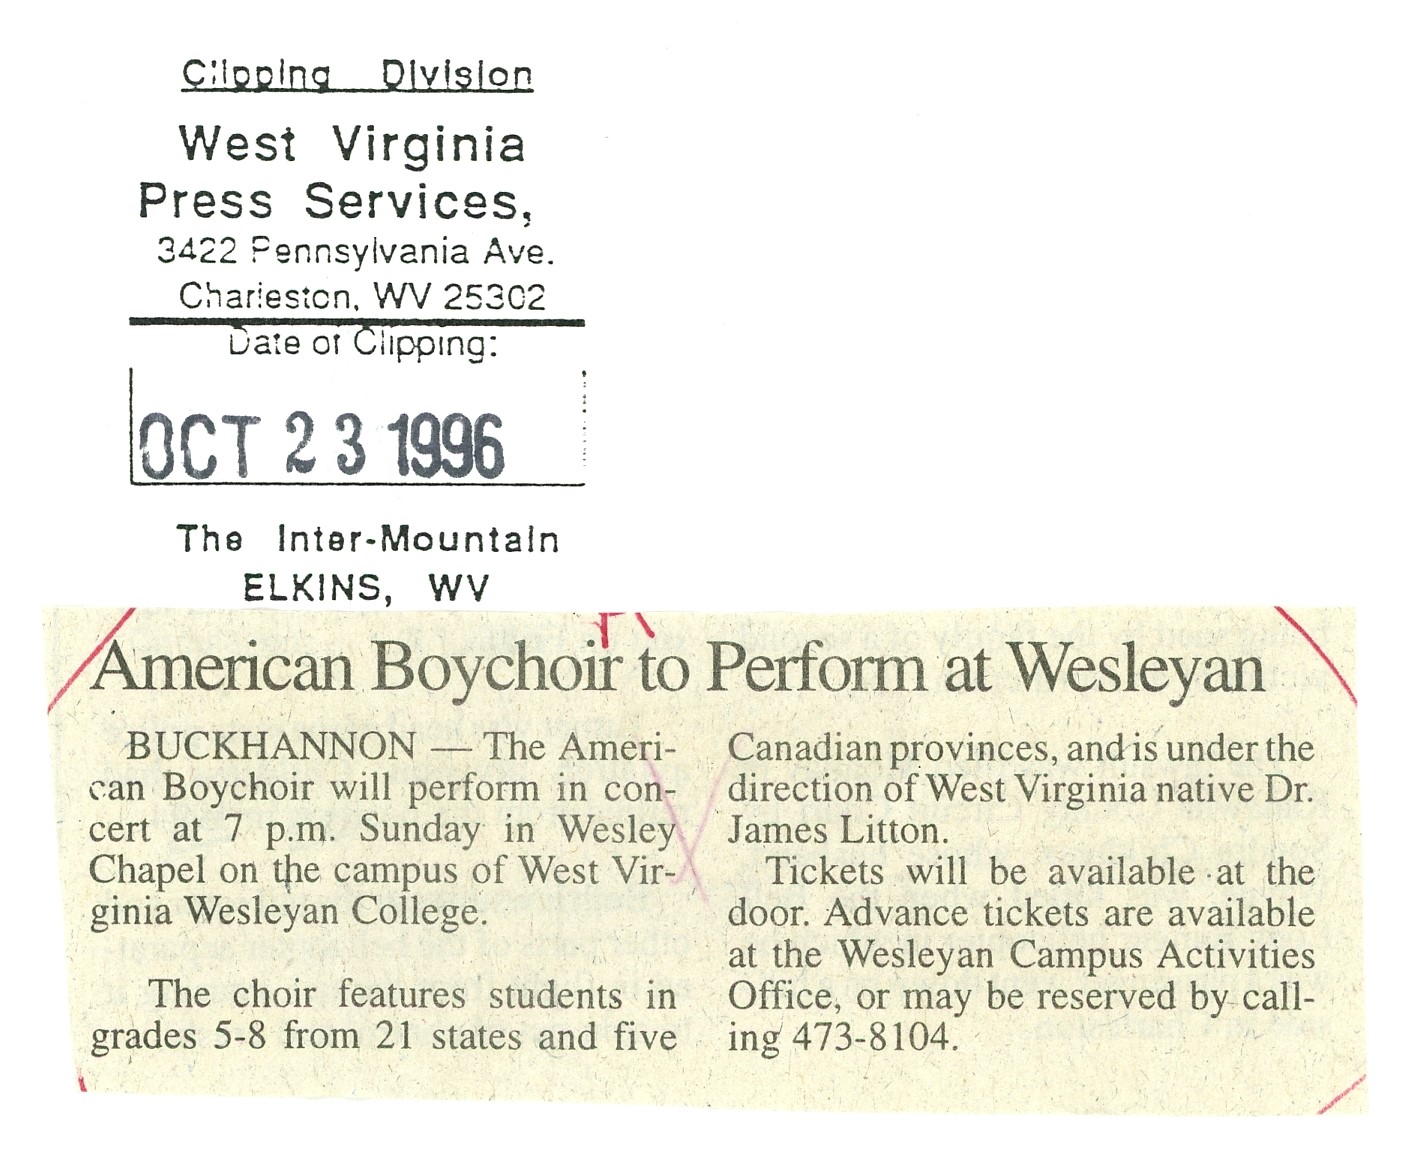 Clipping Division
West Virginia
Press Services,
3422 Pennsylvania Ave.
Charleston, WV 25302
Date of Clipping:
OCT 23 1996
The Inter-Mountain
ELKINS, WV
American Boychoir to Perform at Wesleyan
BUCKHANNON — The Ameri-
can Boychoir will perform in con-
cert at 7 p.m. Sunday in Wesley
Chapel on the campus of West Vir-
ginia Wesleyan College.
The choir features students in
grades 5-8 from 21 states and five
Canadian provinces, and is under the
direction of West Virginia native Dr.
James Litton.
Tickets will be available at the
door. Advance tickets are available
at the Wesleyan Campus Activities
Office, or may be reserved by call-
ing 473-8104.